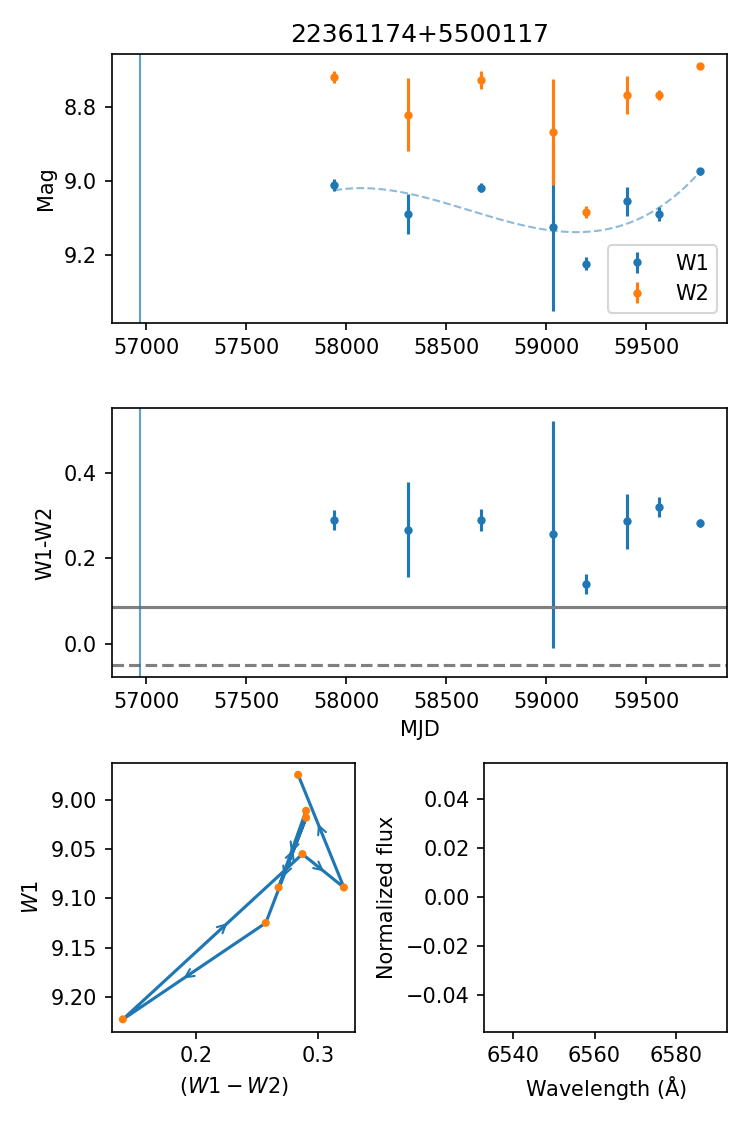 22361174+5500117
Mag
8.8
9.0
9.2
W1
W2
57000 57500 58000 58500 59000 59500
W1-W2
0.4
0.2
0.0
57000 57500 58000 58500 59000 59500
MJD
W1
9.00
9.05
9.10
9.15
9.20
0.2 0.3
(W1 − W2)
Normalized flux
0.04
0.02
0.00
−0.02
−0.04
6540 6560 6580
Wavelength (Å)